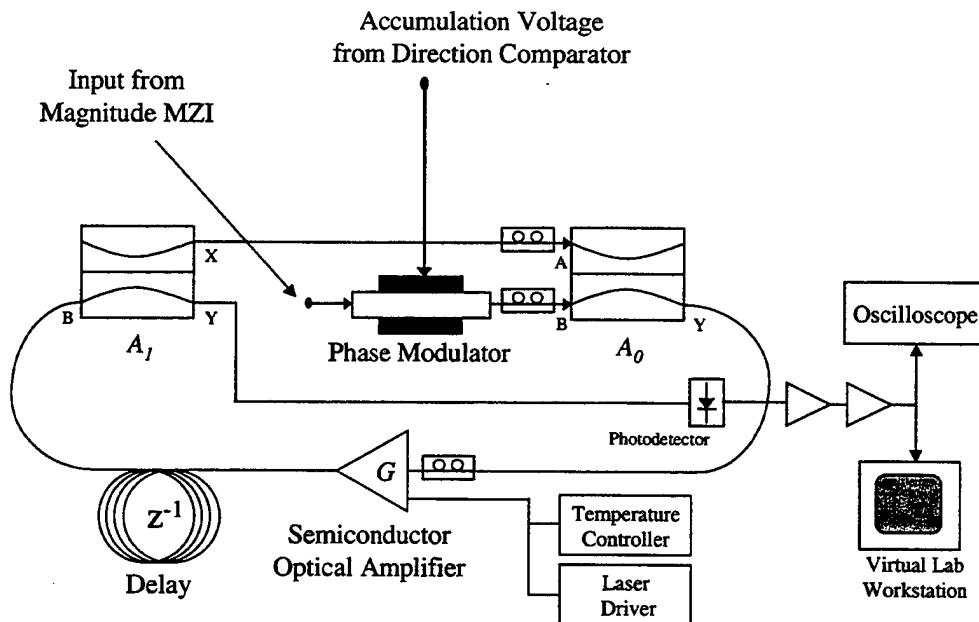 Accumulation Voltage
from Direction Comparator
Input from
Magnitude MZI
X
A
B
Y
B
Y
A₁
Phase Modulator
A₀
Oscilloscope
Photodetector
G
z⁻¹
Delay
Semiconductor
Optical Amplifier
Temperature
Controller
Laser
Driver
Virtual Lab
Workstation